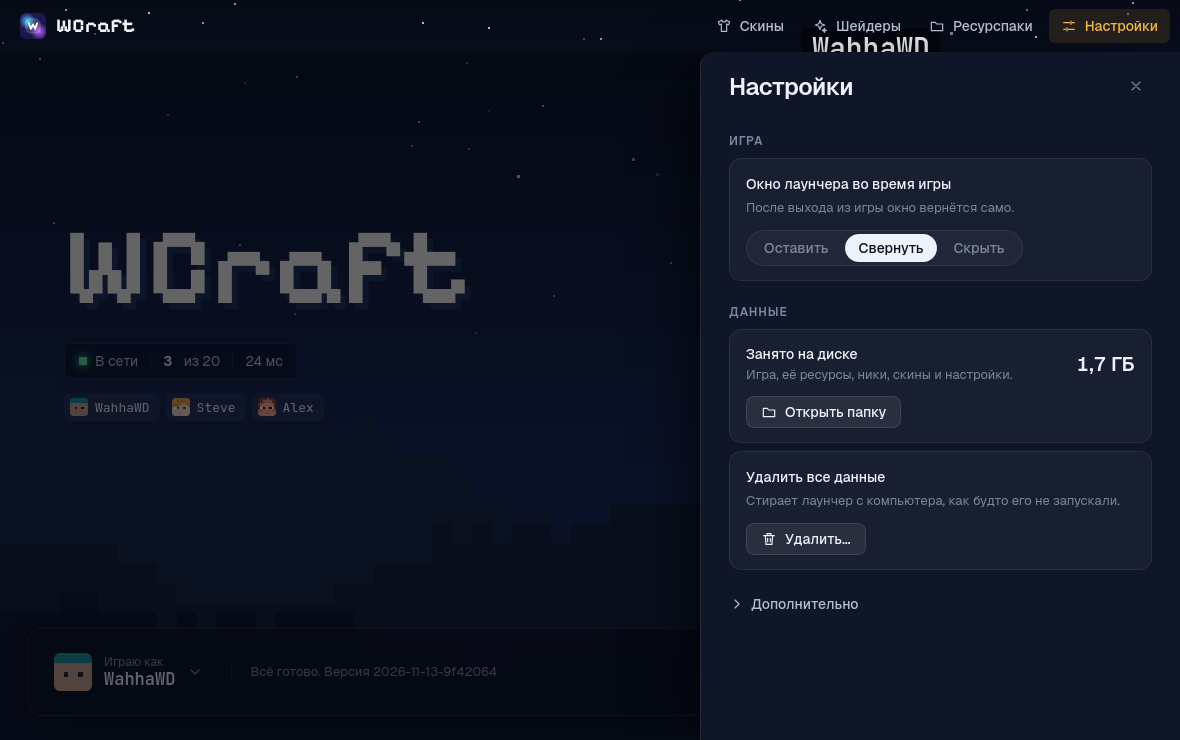 WCraft
Скины
Шейдеры
Ресурспаки
Настройки
WahhaWD
Настройки
ИГРА
Окно лаунчера во время игры
После выхода из игры окно вернётся само.
Оставить
Свернуть
Скрыть
WCraft
ДАННЫЕ
В сети
3 из 20
24 мс
Занято на диске
Игра, её ресурсы, ники, скины и настройки.
1,7 ГБ
WahhaWD
Steve
Alex
Открыть папку
Удалить все данные
Стирает лаунчер с компьютера, как будто его не запускали.
Удалить…
Дополнительно
Играю как
WahhaWD
Всё готово. Версия 2026-11-13-9f42064